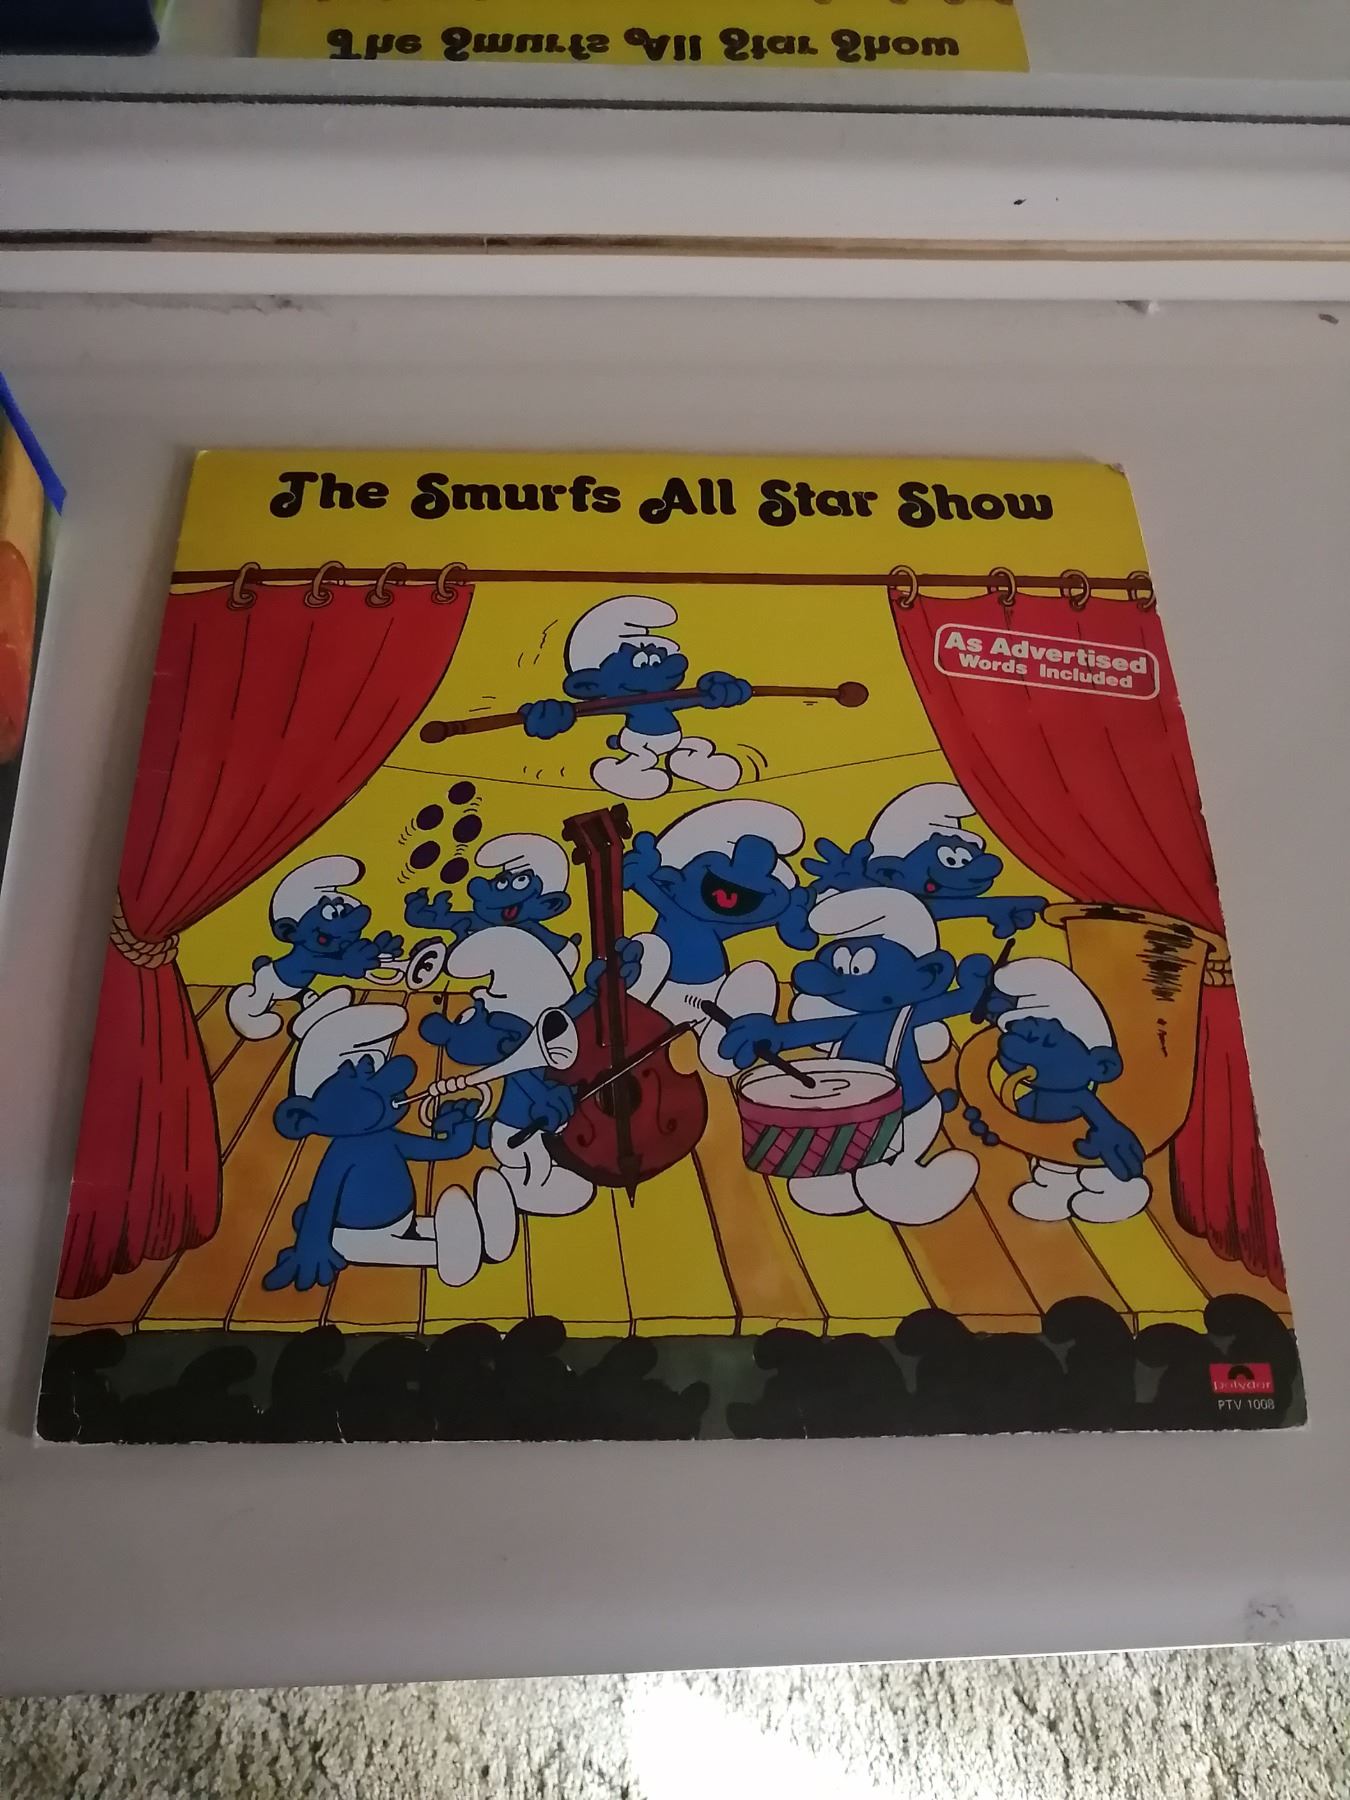 The Smurfs All Star Show
The Smurfs All Star Show
As Advertised
Words Included
polydor
PTV 1008